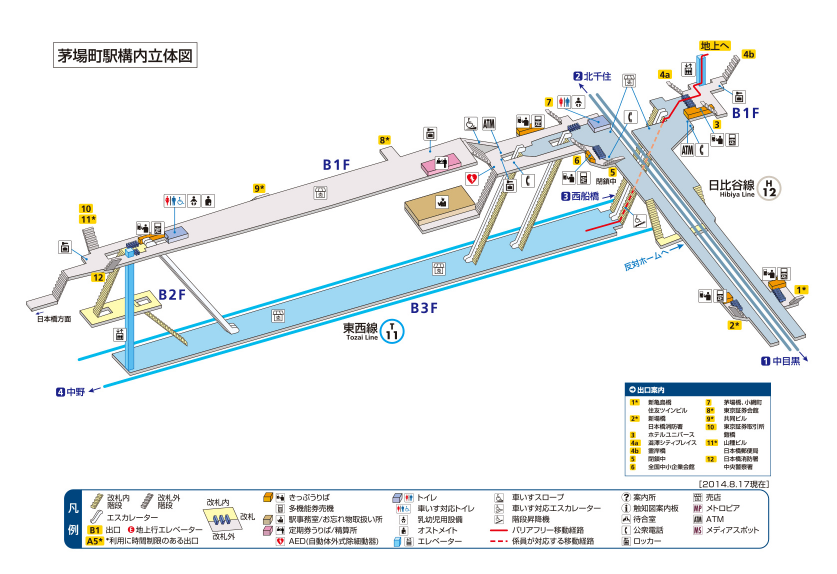 茅場町駅構内立体図
地上へ
4b
4a
2 北千住
7
3
B1F
ATM
ATM
8*
6
5
閉鎖中
B1F
日比谷線
Hibiya Line
H
12
3 西船橋
9*
10
11*
12
反対ホームへ
B2F
B3F
日本橋方面
東西線
Tozai Line
T
11
1*
2*
1 中目黒
4 中野
出口案内
1* 新亀島橋
住友ツインビル
2* 新場橋
日本橋消防署
3 ホテルユニバース
4a 澁澤シティプレイス
4b 霊岸橋
5 閉鎖中
6 全国中小企業会館
7 茅場橋、小網町
8* 東京証券会館
9* 共同ビル
10 東京証券取引所
鎧橋
11* 山種ビル
日本橋郵便局
12 日本橋消防署
中央警察署
[2014.8.17現在]
凡例
改札内
階段
改札外
階段
エスカレーター
B1 出口
地上行エレベーター
A5* *利用に時間制限のある出口
改札内
改札
改札外
きっぷうりば
多機能券売機
駅事務室/お忘れ物取扱い所
定期券うりば/精算所
AED(自動体外式除細動器)
トイレ
車いす対応トイレ
乳幼児用設備
オストメイト
エレベーター
車いすスロープ
車いす対応エスカレーター
階段昇降機
バリアフリー移動経路
係員が対応する移動経路
? 案内所
i 触知図案内板
待合室
公衆電話
ロッカー
売店
MP メトロピア
ATM ATM
MS メディアスポット